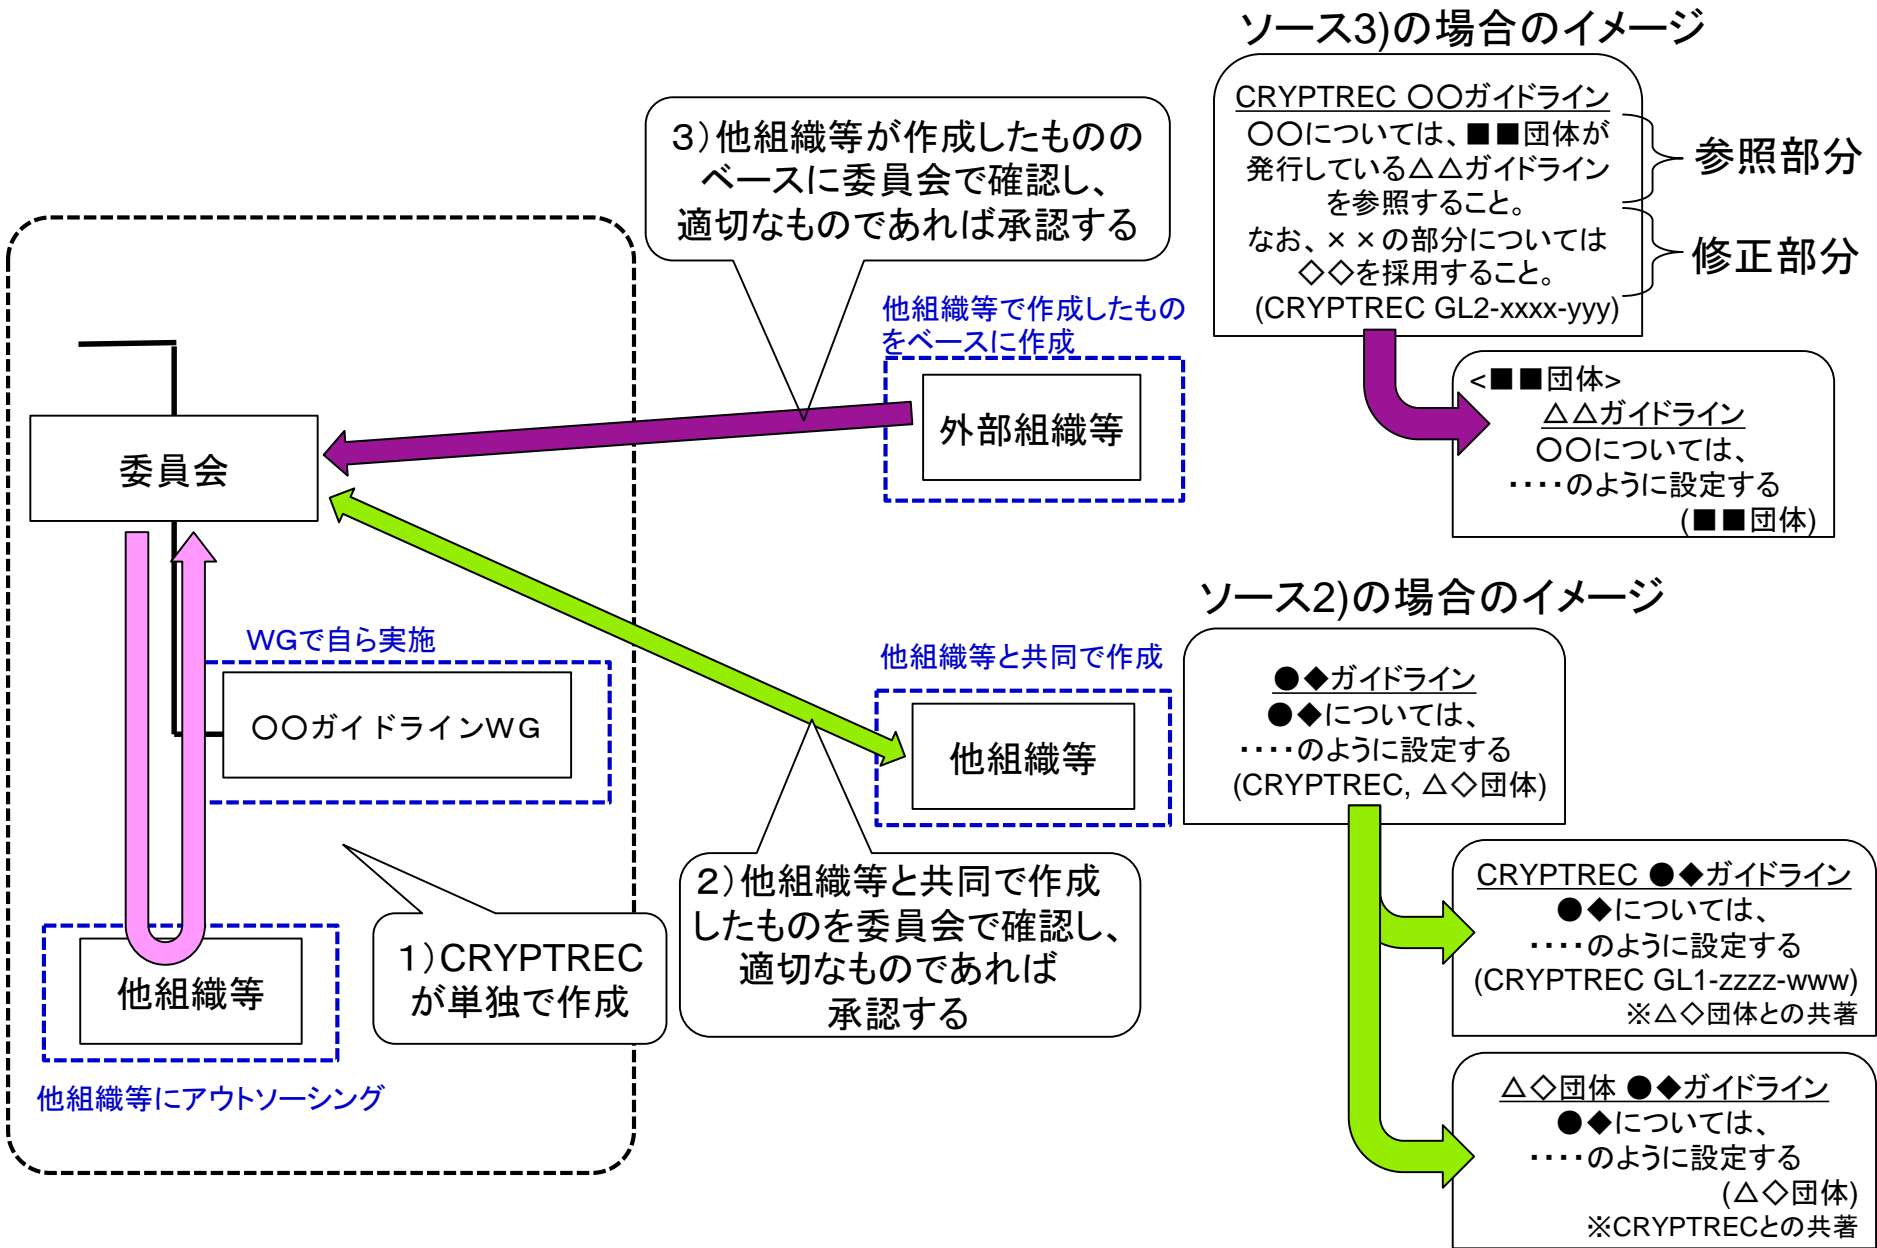 ソース3)の場合のイメージ
CRYPTREC 〇〇ガイドライン
〇〇については、■■団体が
発行している△△ガイドライン
を参照すること。
なお、××の部分については
◇◇を採用すること。
(CRYPTREC GL2-xxxx-yyy)
参照部分
修正部分
<■■団体>
△△ガイドライン
〇〇については、
・・・・のように設定する
(■■団体)
3)他組織等が作成したものの
ベースに委員会で確認し、
適切なものであれば承認する
他組織等で作成したもの
をベースに作成
外部組織等
委員会
WGで自ら実施
〇〇ガイドラインWG
他組織等
他組織等にアウトソーシング
1)CRYPTREC
が単独で作成
他組織等と共同で作成
他組織等
2)他組織等と共同で作成
したものを委員会で確認し、
適切なものであれば
承認する
ソース2)の場合のイメージ
●◆ガイドライン
●◆については、
・・・・のように設定する
(CRYPTREC, △◇団体)
CRYPTREC ●◆ガイドライン
●◆については、
・・・・のように設定する
(CRYPTREC GL1-zzzz-www)
※△◇団体との共著
△◇団体 ●◆ガイドライン
●◆については、
・・・・のように設定する
(△◇団体)
※CRYPTRECとの共著